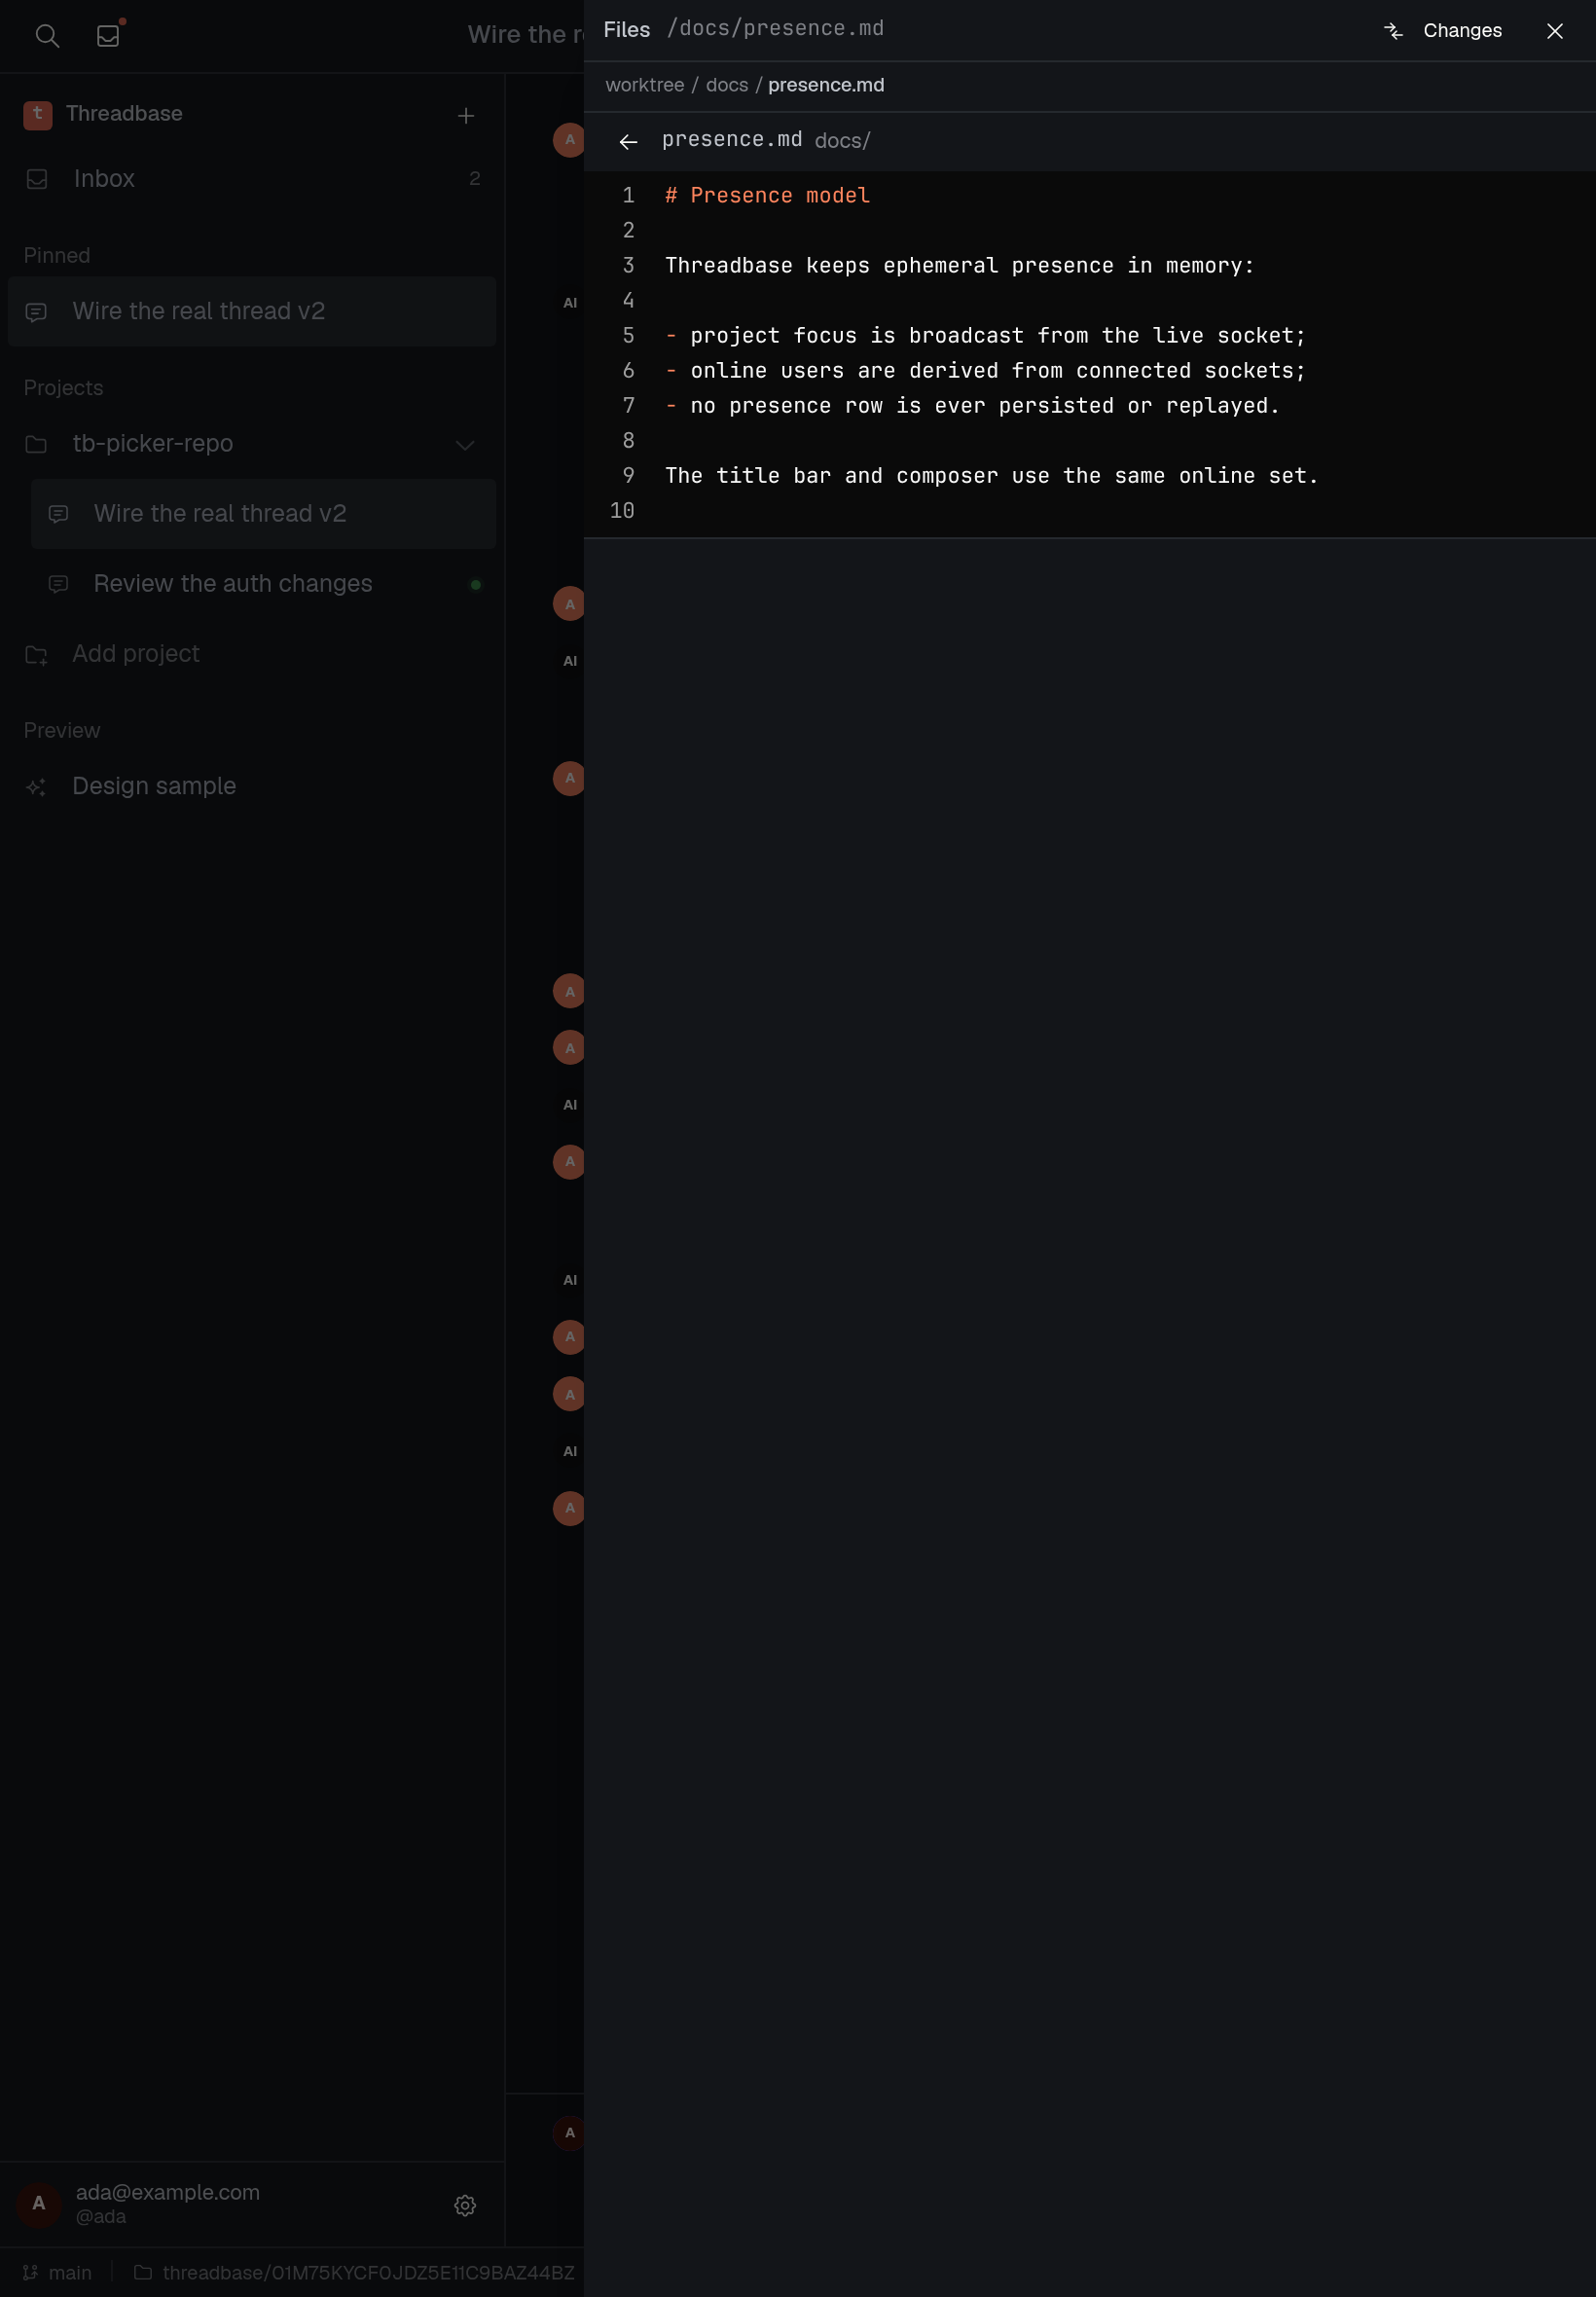 Wire the r
t Threadbase
Inbox 2
Pinned
Wire the real thread v2
Projects
tb-picker-repo
Wire the real thread v2
Review the auth changes
Add project
Preview
Design sample
A
AI
A
AI
A
A
A
AI
A
AI
A
A
AI
A
A
A ada@example.com
@ada
main threadbase/01M75KYCF0JDZ5E11C9BAZ44BZ
Files /docs/presence.md Changes
worktree / docs / presence.md
presence.md docs/
1 # Presence model
2
3 Threadbase keeps ephemeral presence in memory:
4
5 - project focus is broadcast from the live socket;
6 - online users are derived from connected sockets;
7 - no presence row is ever persisted or replayed.
8
9 The title bar and composer use the same online set.
10